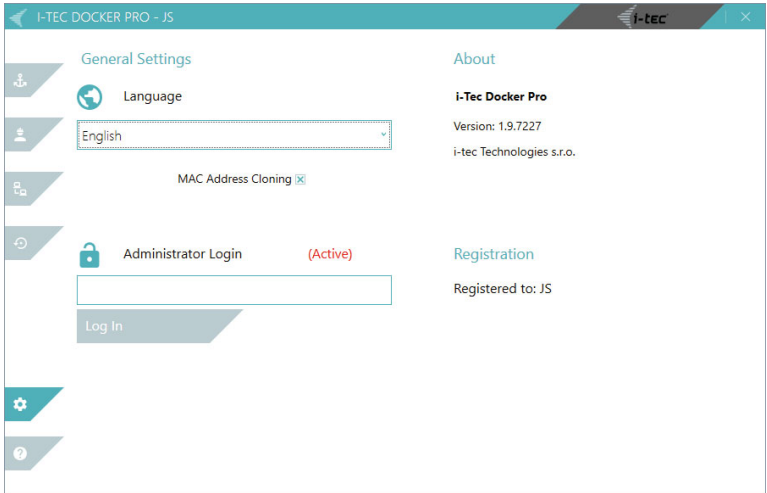 I-TEC DOCKER PRO - JS
i-tec
General Settings
Language
English
MAC Address Cloning
Administrator Login (Active)
Log In
About
i-Tec Docker Pro
Version: 1.9.7227
i-tec Technologies s.r.o.
Registration
Registered to: JS